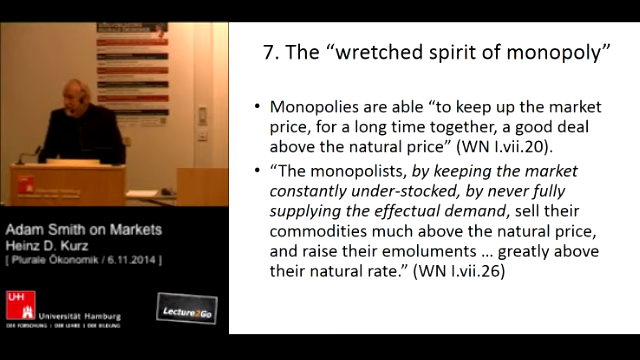 7. The “wretched spirit of monopoly”
• Monopolies are able “to keep up the market
price, for a long time together, a good deal
above the natural price” (WN I.vii.20).
• “The monopolists, by keeping the market
constantly under-stocked, by never fully
supplying the effectual demand, sell their
commodities much above the natural price,
and raise their emoluments … greatly above
their natural rate.” (WN I.vii.26)
Adam Smith on Markets
Heinz D. Kurz
[ Plurale Ökonomik / 6.11.2014 ]
UH
Universität Hamburg
DER FORSCHUNG | DER LEHRE | DER BILDUNG
Lecture2Go